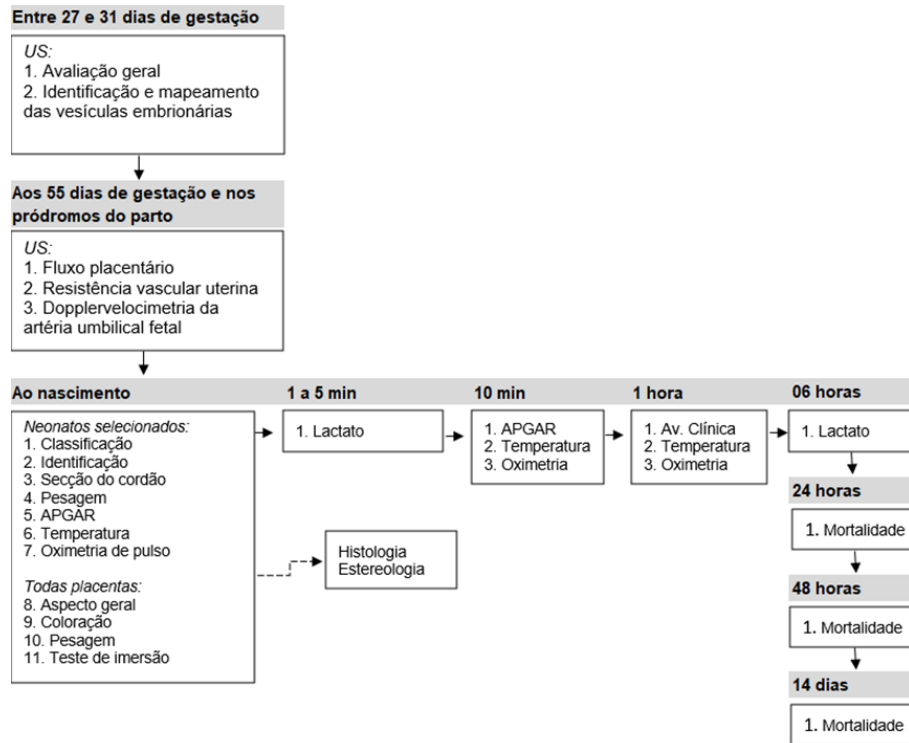 Entre 27 e 31 dias de gestação
US:
1. Avaliação geral
2. Identificação e mapeamento
das vesículas embrionárias
Aos 55 dias de gestação e nos
pródromos do parto
US:
1. Fluxo placentário
2. Resistência vascular uterina
3. Dopplervelocimetria da
artéria umbilical fetal
Ao nascimento
Neonatos selecionados:
1. Classificação
2. Identificação
3. Secção do cordão
4. Pesagem
5. APGAR
6. Temperatura
7. Oximetria de pulso
Todas placentas:
8. Aspecto geral
9. Coloração
10. Pesagem
11. Teste de imersão
Histologia
Estereologia
1 a 5 min
1. Lactato
10 min
1. APGAR
2. Temperatura
3. Oximetria
1 hora
1. Av. Clínica
2. Temperatura
3. Oximetria
06 horas
1. Lactato
24 horas
1. Mortalidade
48 horas
1. Mortalidade
14 dias
1. Mortalidade